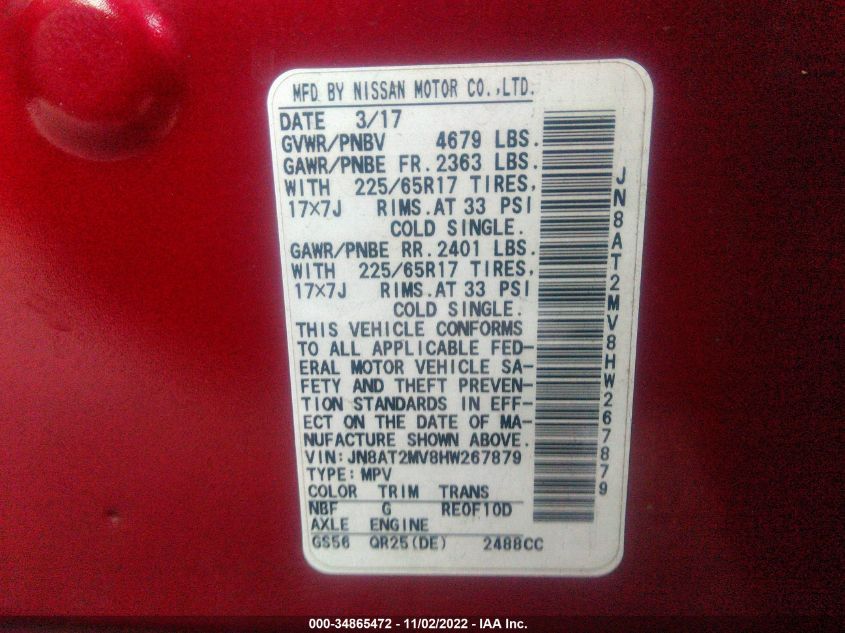 MFD BY NISSAN MOTOR CO.,LTD.
DATE 3/17
GVWR/PNBV 4679 LBS.
GAWR/PNBE FR. 2363 LBS.
WITH 225/65R17 TIRES,
17×7J RIMS.AT 33 PSI
COLD SINGLE.
GAWR/PNBE RR. 2401 LBS.
WITH 225/65R17 TIRES,
17×7J RIMS.AT 33 PSI
COLD SINGLE.
THIS VEHICLE CONFORMS
TO ALL APPLICABLE FED-
ERAL MOTOR VEHICLE SA-
FETY AND THEFT PREVEN-
TION STANDARDS IN EFF-
ECT ON THE DATE OF MA-
NUFACTURE SHOWN ABOVE.
VIN: JN8AT2MV8HW267879
TYPE: MPV
COLOR TRIM TRANS
NBF G RE0F10D
AXLE ENGINE
GS56 QR25(DE) 2488CC
JN8AT2MV8HW267879
000-34865472 - 11/02/2022 - IAA Inc.